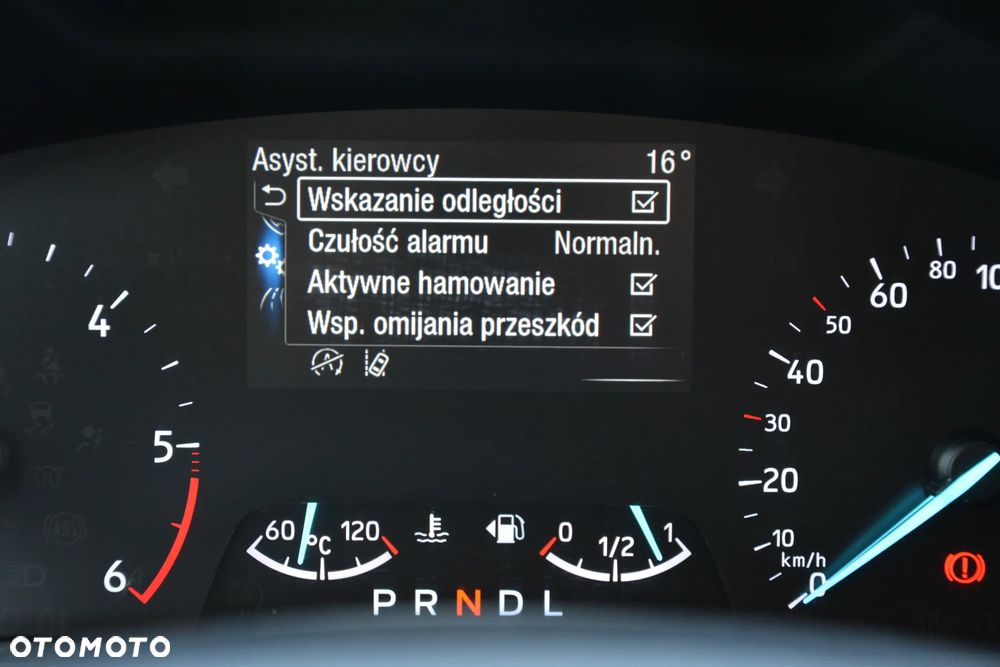 Asyst. kierowcy 16°
Wskazanie odległości
Czułość alarmu Normaln.
Aktywne hamowanie
Wsp. omijania przeszkód
4
5
6
60 °C 120
0 1/2 1
P R N D L
0
10
20
30
40
50
60
80
km/h
ABS
OTOMOTO